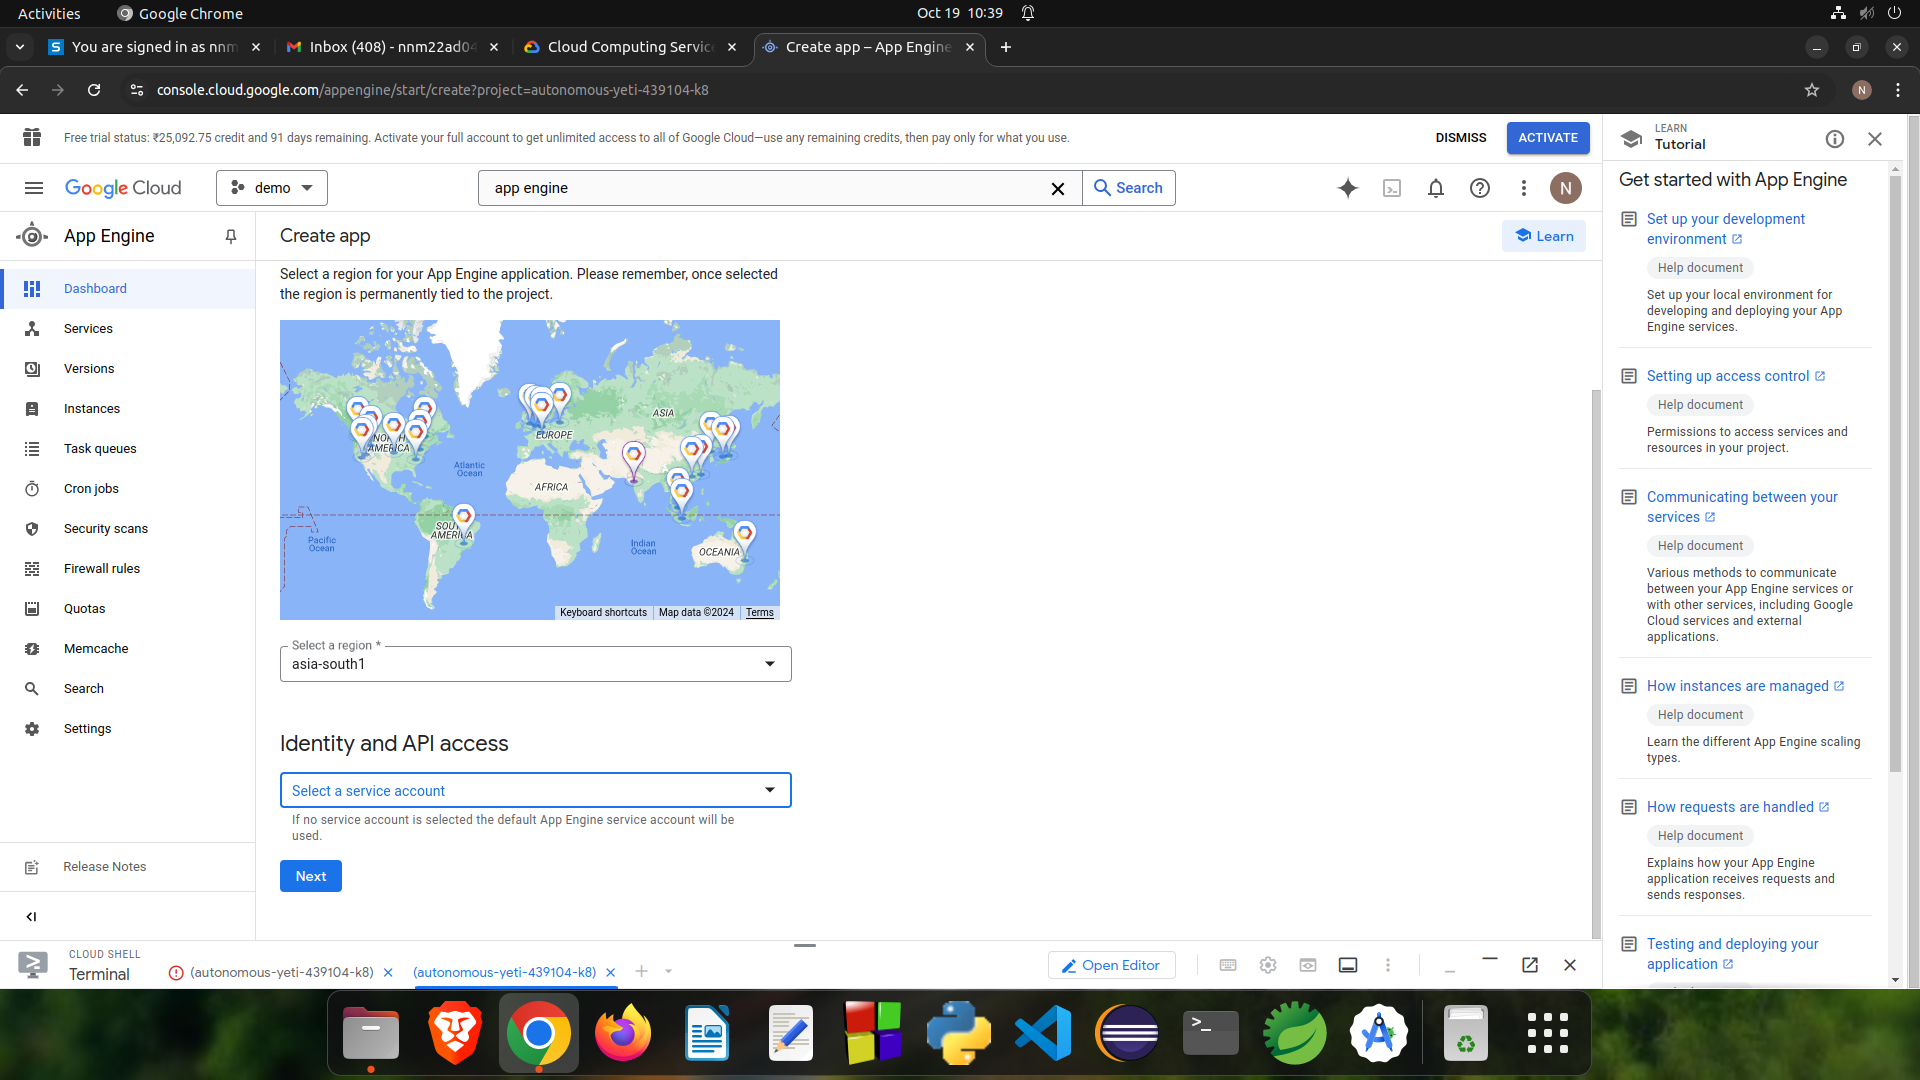 Activities
Google Chrome
Oct 19 10:39
You are signed in as nnm
Inbox (408) - nnm22ad04
Cloud Computing Servic
Create app – App Engine
console.cloud.google.com/appengine/start/create?project=autonomous-yeti-439104-k8
N
Free trial status: ₹25,092.75 credit and 91 days remaining. Activate your full account to get unlimited access to all of Google Cloud—use any remaining credits, then pay only for what you use.
DISMISS
ACTIVATE
Google Cloud
demo
app engine
Search
N
App Engine
Dashboard
Services
Versions
Instances
Task queues
Cron jobs
Security scans
Firewall rules
Quotas
Memcache
Search
Settings
Release Notes
Create app
Learn
Select a region for your App Engine application. Please remember, once selected
the region is permanently tied to the project.
ASIA
EUROPE
NORTH
AMERICA
Atlantic
Ocean
AFRICA
SOUTH
AMERICA
Pacific
Ocean
Indian
Ocean
OCEANIA
Keyboard shortcuts
Map data ©2024
Terms
Select a region *
asia-south1
Identity and API access
Select a service account
If no service account is selected the default App Engine service account will be
used.
Next
LEARN
Tutorial
Get started with App Engine
Set up your development
environment
Help document
Set up your local environment for
developing and deploying your App
Engine services.
Setting up access control
Help document
Permissions to access services and
resources in your project.
Communicating between your
services
Help document
Various methods to communicate
between your App Engine services or
with other services, including Google
Cloud services and external
applications.
How instances are managed
Help document
Learn the different App Engine scaling
types.
How requests are handled
Help document
Explains how your App Engine
application receives requests and
sends responses.
Testing and deploying your
application
CLOUD SHELL
Terminal
(autonomous-yeti-439104-k8)
(autonomous-yeti-439104-k8)
Open Editor